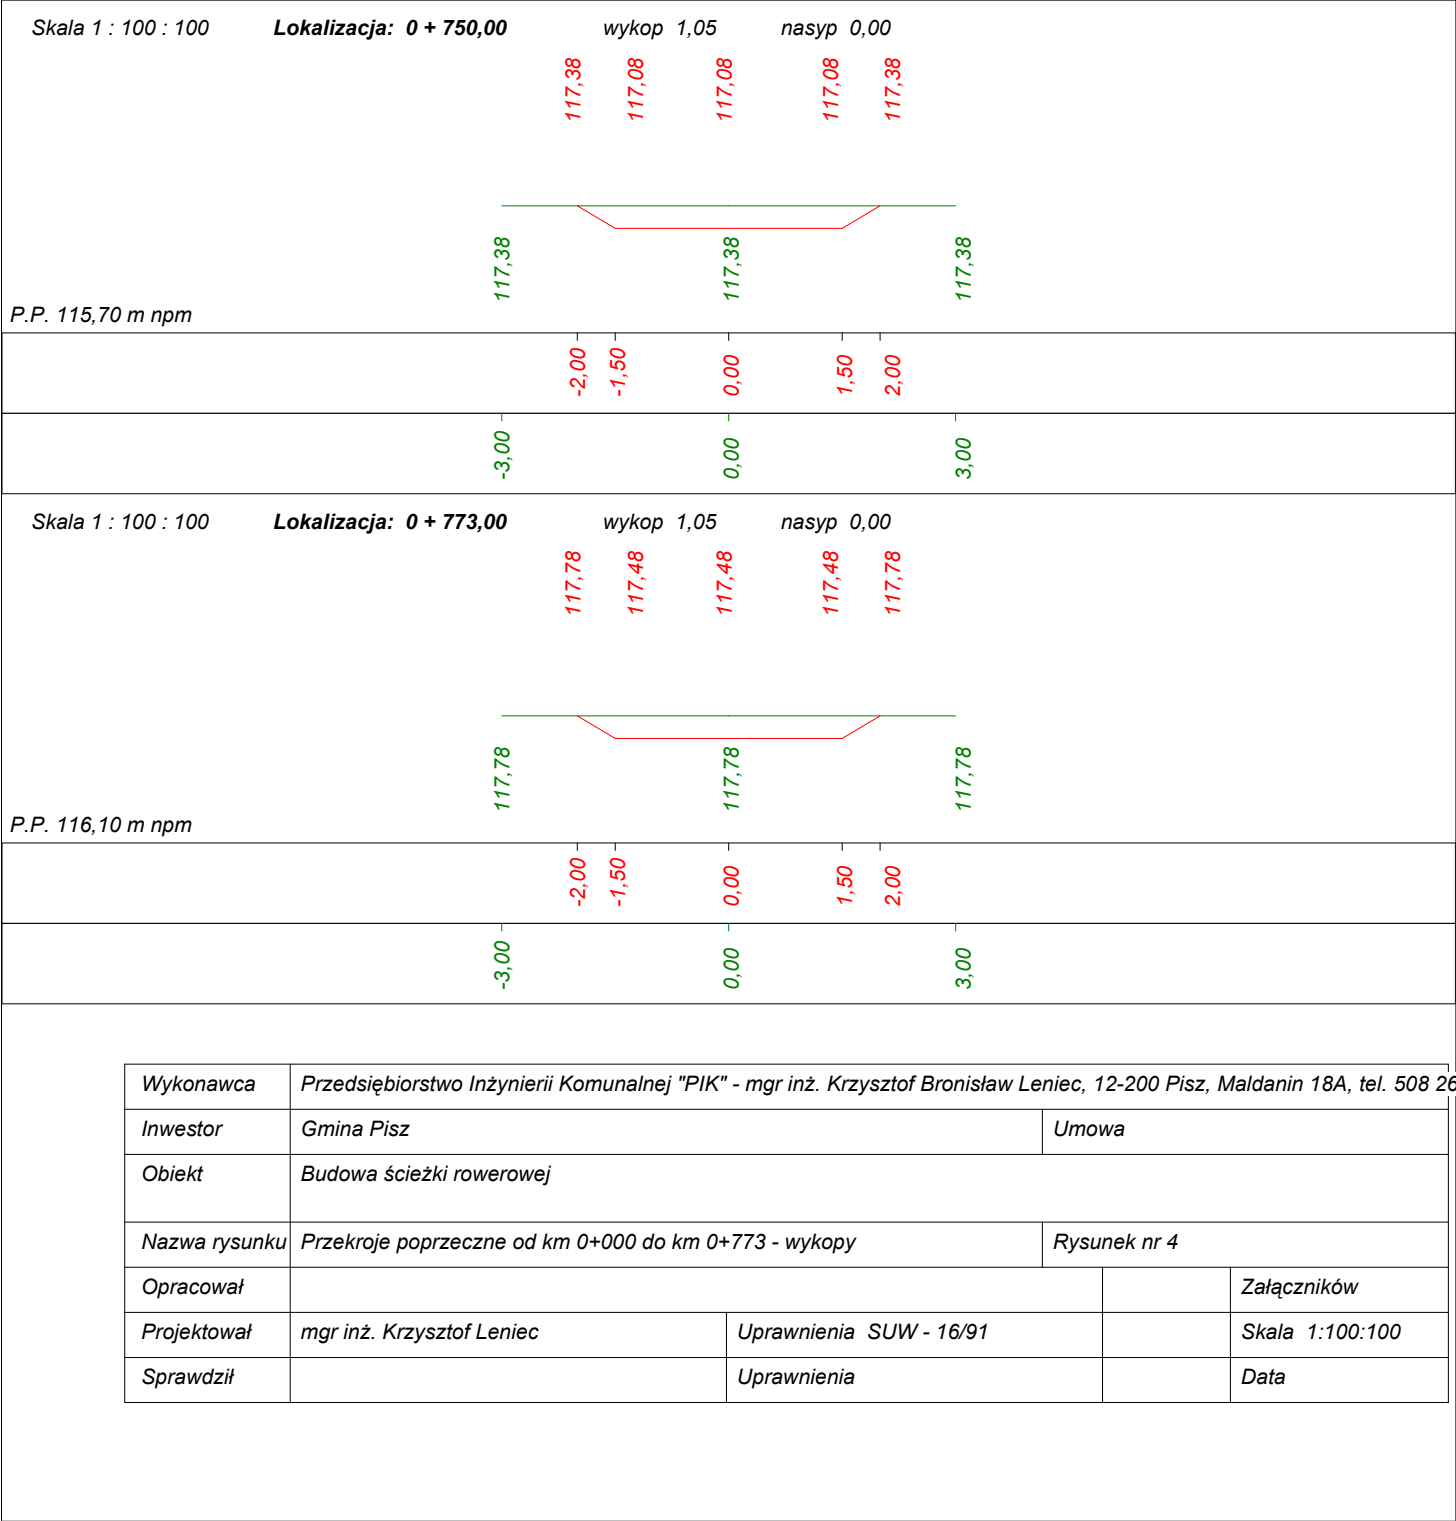 Skala 1 : 100 : 100 Lokalizacja: 0 + 750,00 wykop 1,05 nasyp 0,00
117,38 117,08 117,08 117,08 117,38
117,38 117,38 117,38
P.P. 115,70 m npm
-2,00 -1,50 0,00 1,50 2,00
-3,00 0,00 3,00
Skala 1 : 100 : 100 Lokalizacja: 0 + 773,00 wykop 1,05 nasyp 0,00
117,78 117,48 117,48 117,48 117,78
117,78 117,78 117,78
P.P. 116,10 m npm
-2,00 -1,50 0,00 1,50 2,00
-3,00 0,00 3,00
Wykonawca Przedsiębiorstwo Inżynierii Komunalnej "PIK" - mgr inż. Krzysztof Bronisław Leniec, 12-200 Pisz, Maldanin 18A, tel. 508 26
Inwestor Gmina Pisz Umowa
Obiekt Budowa ścieżki rowerowej
Nazwa rysunku Przekroje poprzeczne od km 0+000 do km 0+773 - wykopy Rysunek nr 4
Opracował Załączników
Projektował mgr inż. Krzysztof Leniec Uprawnienia SUW - 16/91 Skala 1:100:100
Sprawdził Uprawnienia Data